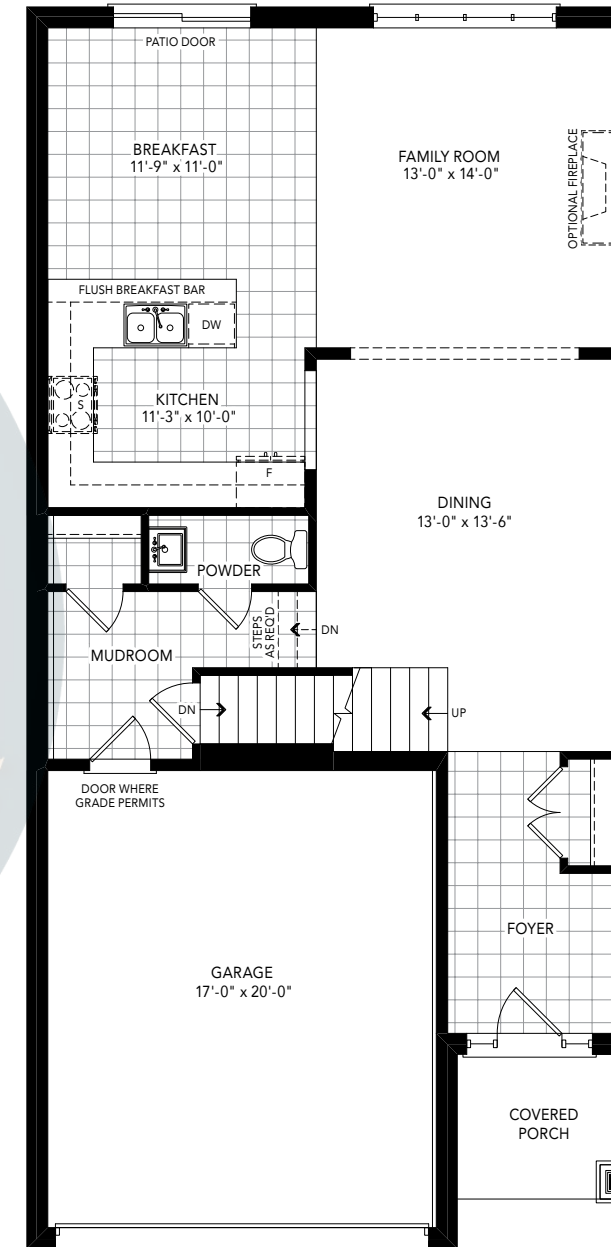 PATIO DOOR
BREAKFAST
11'-9" x 11'-0"
FAMILY ROOM
13'-0" x 14'-0"
OPTIONAL FIREPLACE
FLUSH BREAKFAST BAR
DW
S
KITCHEN
11'-3" x 10'-0"
F
DINING
13'-0" x 13'-6"
POWDER
STEPS
AS REQ'D
DN
MUDROOM
DN
UP
DOOR WHERE
GRADE PERMITS
FOYER
GARAGE
17'-0" x 20'-0"
COVERED
PORCH